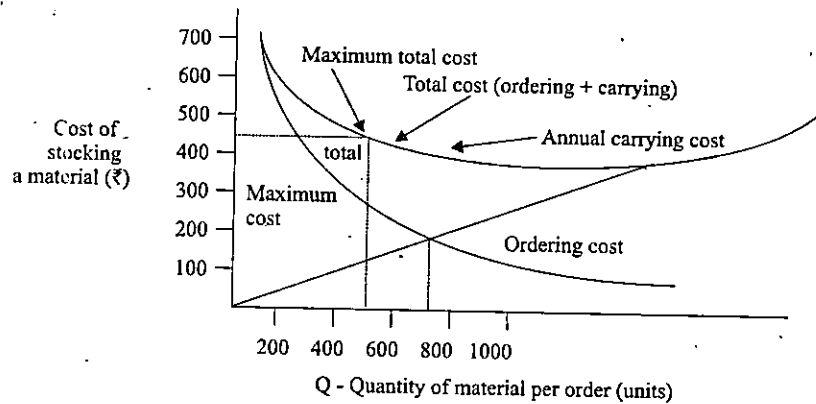 700
600
500
400
300
200
100
Cost of
stocking
a material (₹)
Maximum total cost
Total cost (ordering + carrying)
Annual carrying cost
total
Maximum
cost
Ordering cost
200 400 600 800 1000
Q - Quantity of material per order (units)